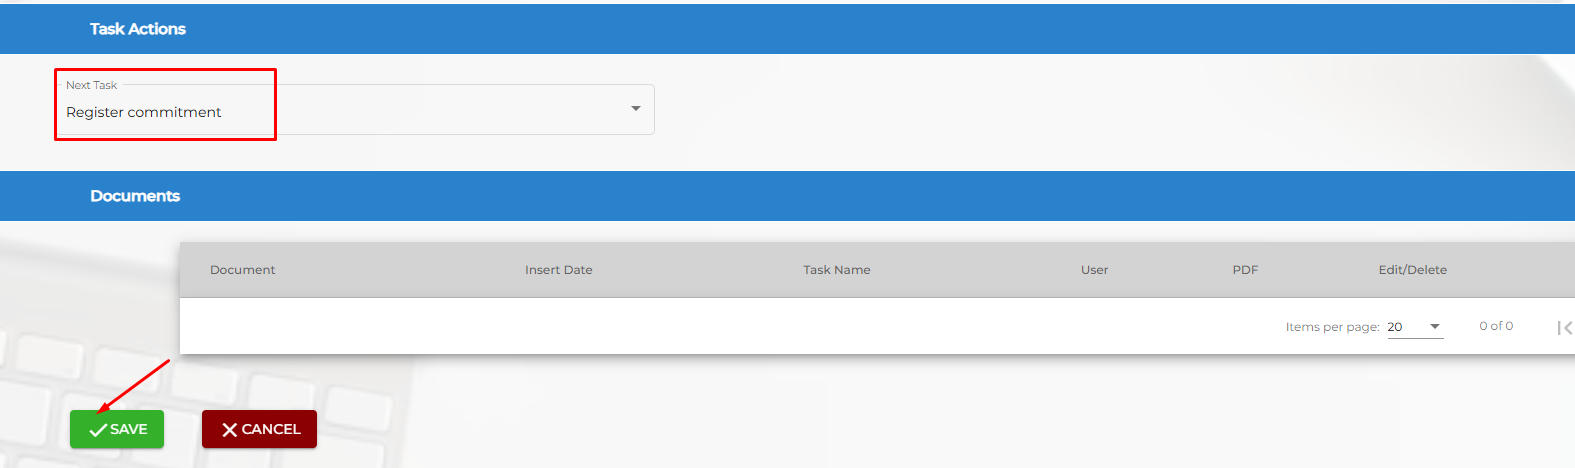 Task Actions
Next Task
Register commitment
Documents
Document Insert Date Task Name User PDF Edit/Delete
Items per page: 20 0 of 0
SAVE CANCEL